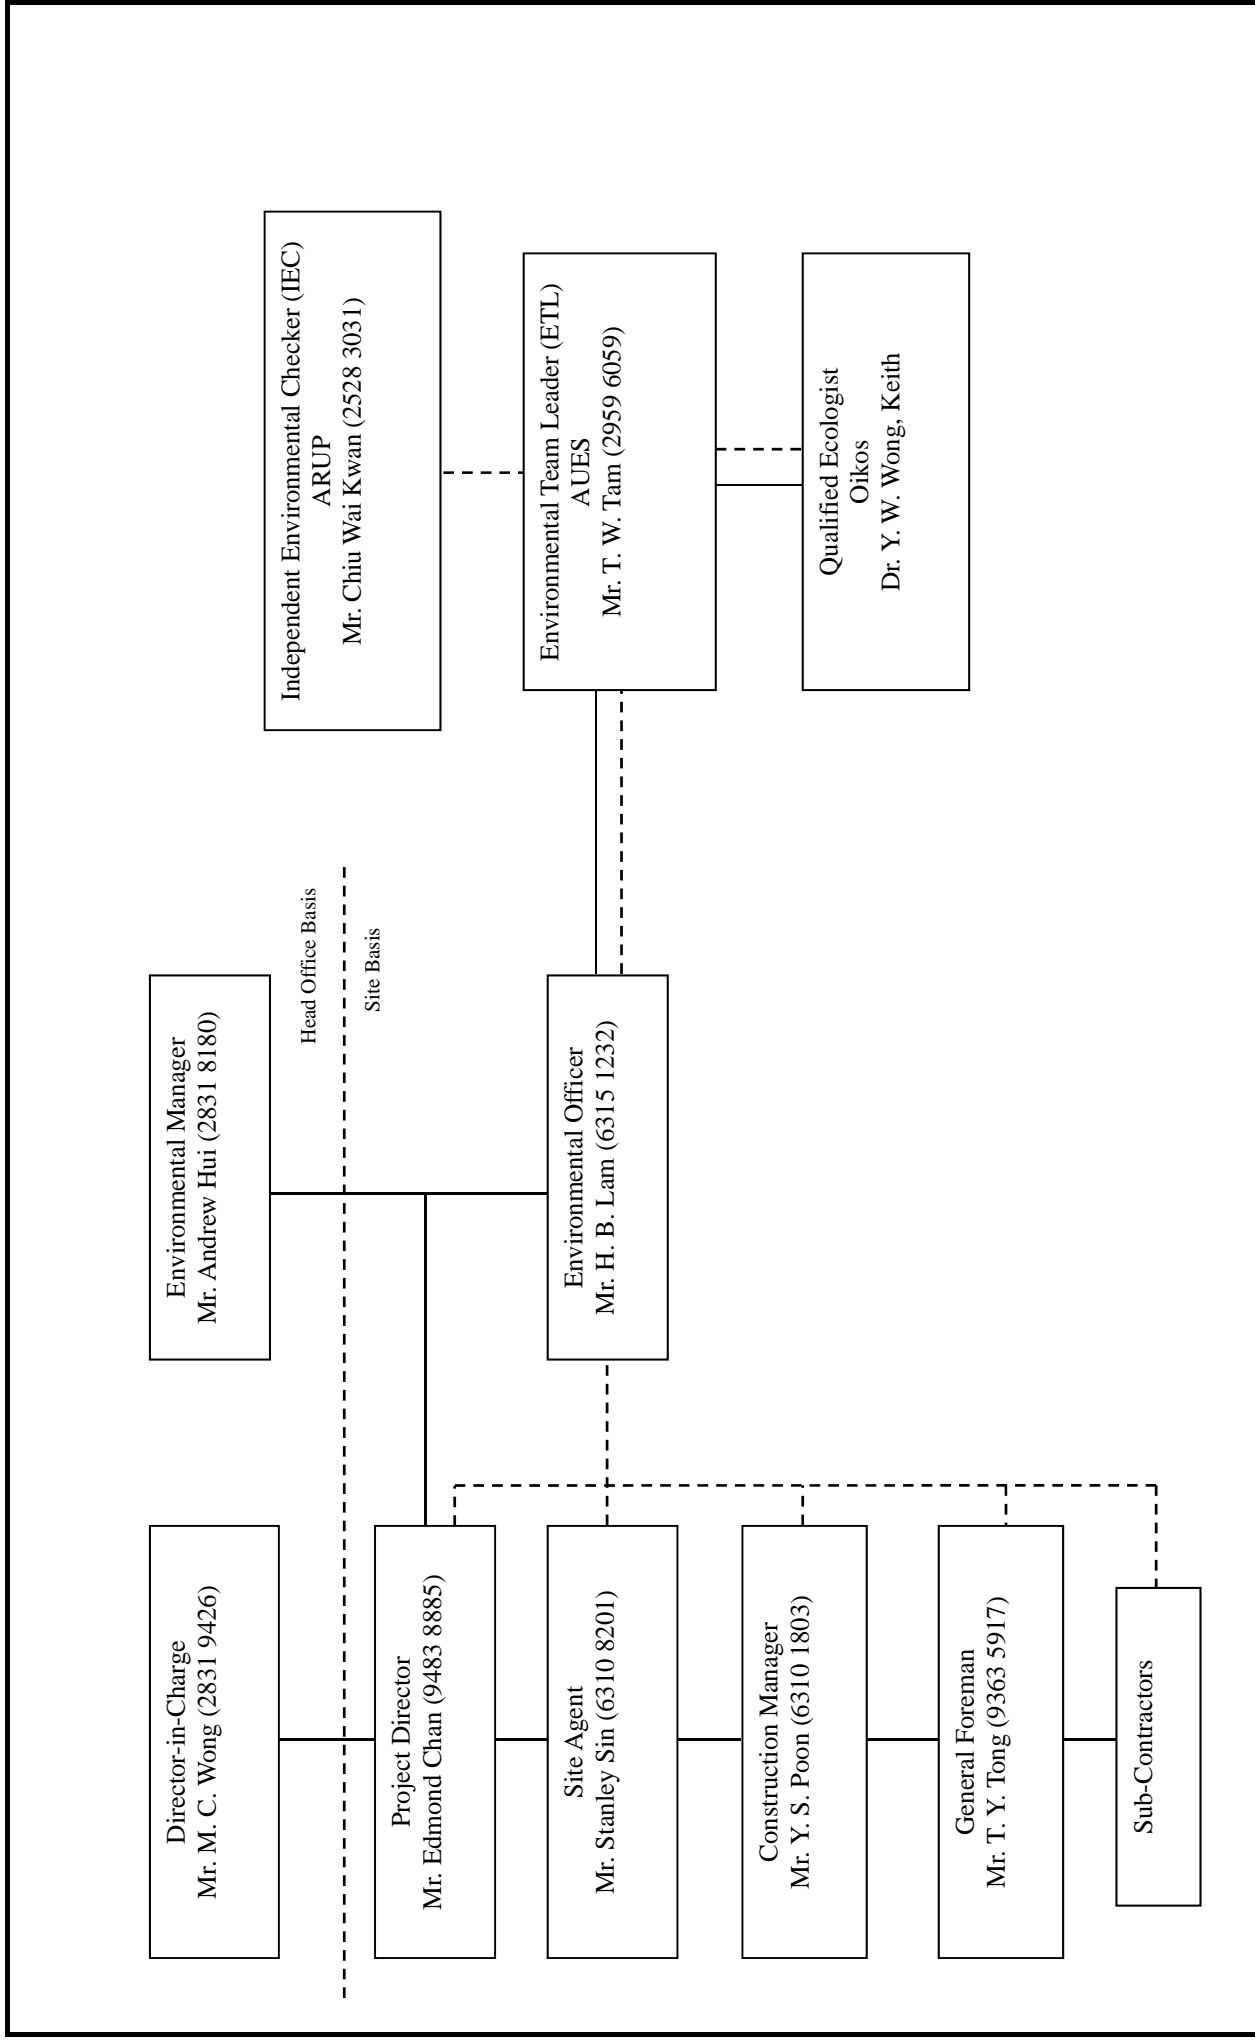 Director-in-Charge
Mr. M. C. Wong (2831 9426)
Environmental Manager
Mr. Andrew Hui (2831 8180)
Independent Environmental Checker (IEC)
ARUP
Mr. Chiu Wai Kwan (2528 3031)
Head Office Basis
Site Basis
Project Director
Mr. Edmond Chan (9483 8885)
Site Agent
Mr. Stanley Sin (6310 8201)
Environmental Officer
Mr. H. B. Lam (6315 1232)
Environmental Team Leader (ETL)
AUES
Mr. T. W. Tam (2959 6059)
Construction Manager
Mr. Y. S. Poon (6310 1803)
Qualified Ecologist
Oikos
Dr. Y. W. Wong, Keith
General Foreman
Mr. T. Y. Tong (9363 5917)
Sub-Contractors